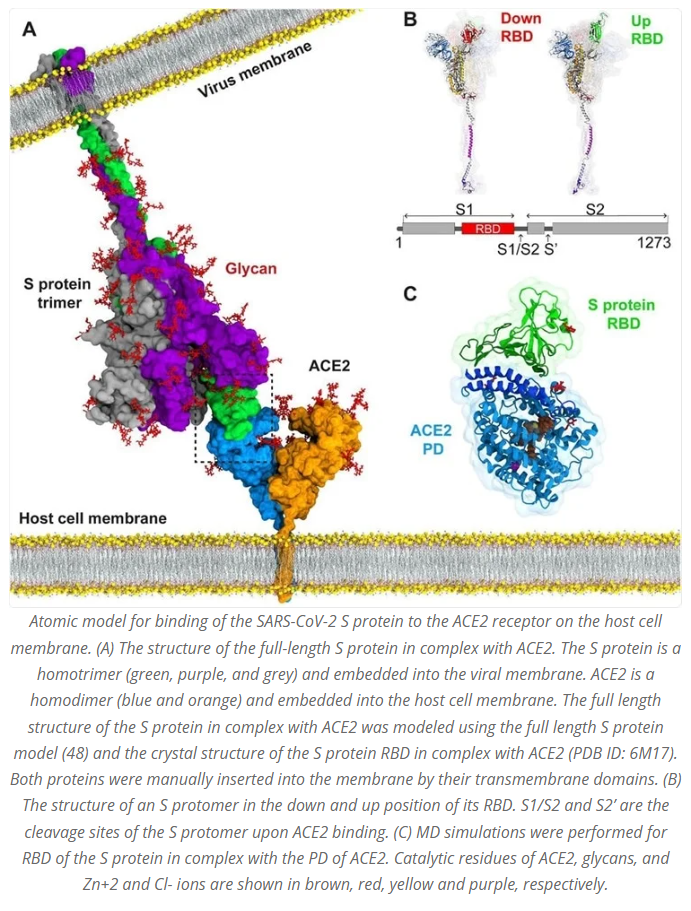 A
Virus membrane
S protein
trimer
Glycan
ACE2
Host cell membrane
B
Down
RBD
Up
RBD
S1
S2
RBD
1
S1/S2
S'
1273
C
S protein
RBD
ACE2
PD
Atomic model for binding of the SARS-CoV-2 S protein to the ACE2 receptor on the host cell
membrane. (A) The structure of the full-length S protein in complex with ACE2. The S protein is a
homotrimer (green, purple, and grey) and embedded into the viral membrane. ACE2 is a
homodimer (blue and orange) and embedded into the host cell membrane. The full length
structure of the S protein in complex with ACE2 was modeled using the full length S protein
model (48) and the crystal structure of the S protein RBD in complex with ACE2 (PDB ID: 6M17).
Both proteins were manually inserted into the membrane by their transmembrane domains. (B)
The structure of an S protomer in the down and up position of its RBD. S1/S2 and S2’ are the
cleavage sites of the S protomer upon ACE2 binding. (C) MD simulations were performed for
RBD of the S protein in complex with the PD of ACE2. Catalytic residues of ACE2, glycans, and
Zn+2 and Cl- ions are shown in brown, red, yellow and purple, respectively.